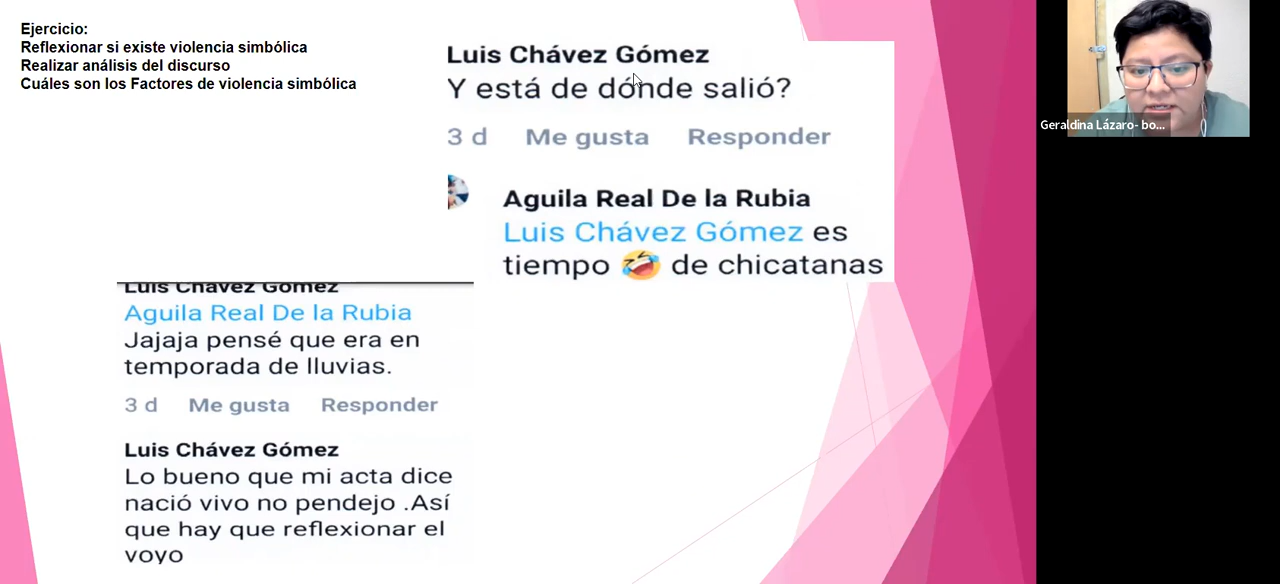 Ejercicio:
Reflexionar si existe violencia simbólica
Realizar análisis del discurso
Cuáles son los Factores de violencia simbólica
Luis Chávez Gómez
Y está de dónde salió?
3 d Me gusta Responder
Aguila Real De la Rubia
Luis Chávez Gómez es
tiempo 🤣 de chicatanas
Luis Chávez Gómez
Aguila Real De la Rubia
Jajaja pensé que era en
temporada de lluvias.
3 d Me gusta Responder
Luis Chávez Gómez
Lo bueno que mi acta dice
nació vivo no pendejo .Así
que hay que reflexionar el
voyo
Geraldina Lázaro- bo...